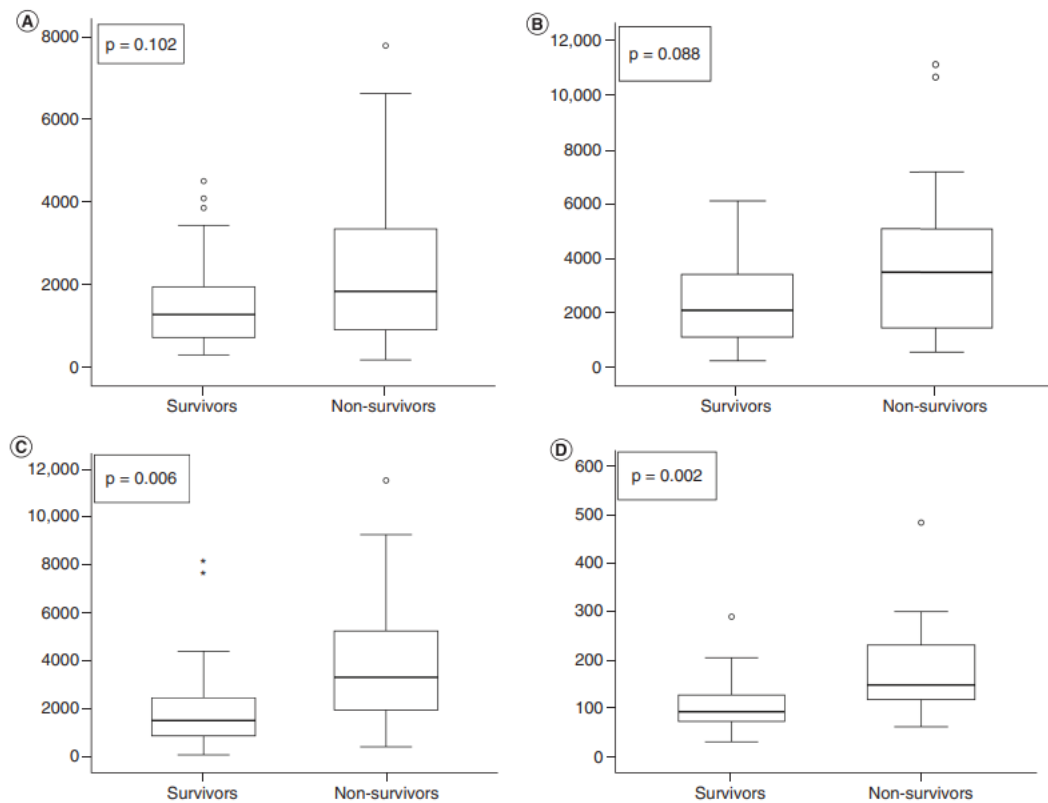 A
p = 0.102
8000
6000
4000
2000
0
Survivors
Non-survivors
B
p = 0.088
12,000
10,000
8000
6000
4000
2000
0
Survivors
Non-survivors
C
p = 0.006
12,000
10,000
8000
6000
4000
2000
0
Survivors
Non-survivors
D
p = 0.002
600
500
400
300
200
100
0
Survivors
Non-survivors